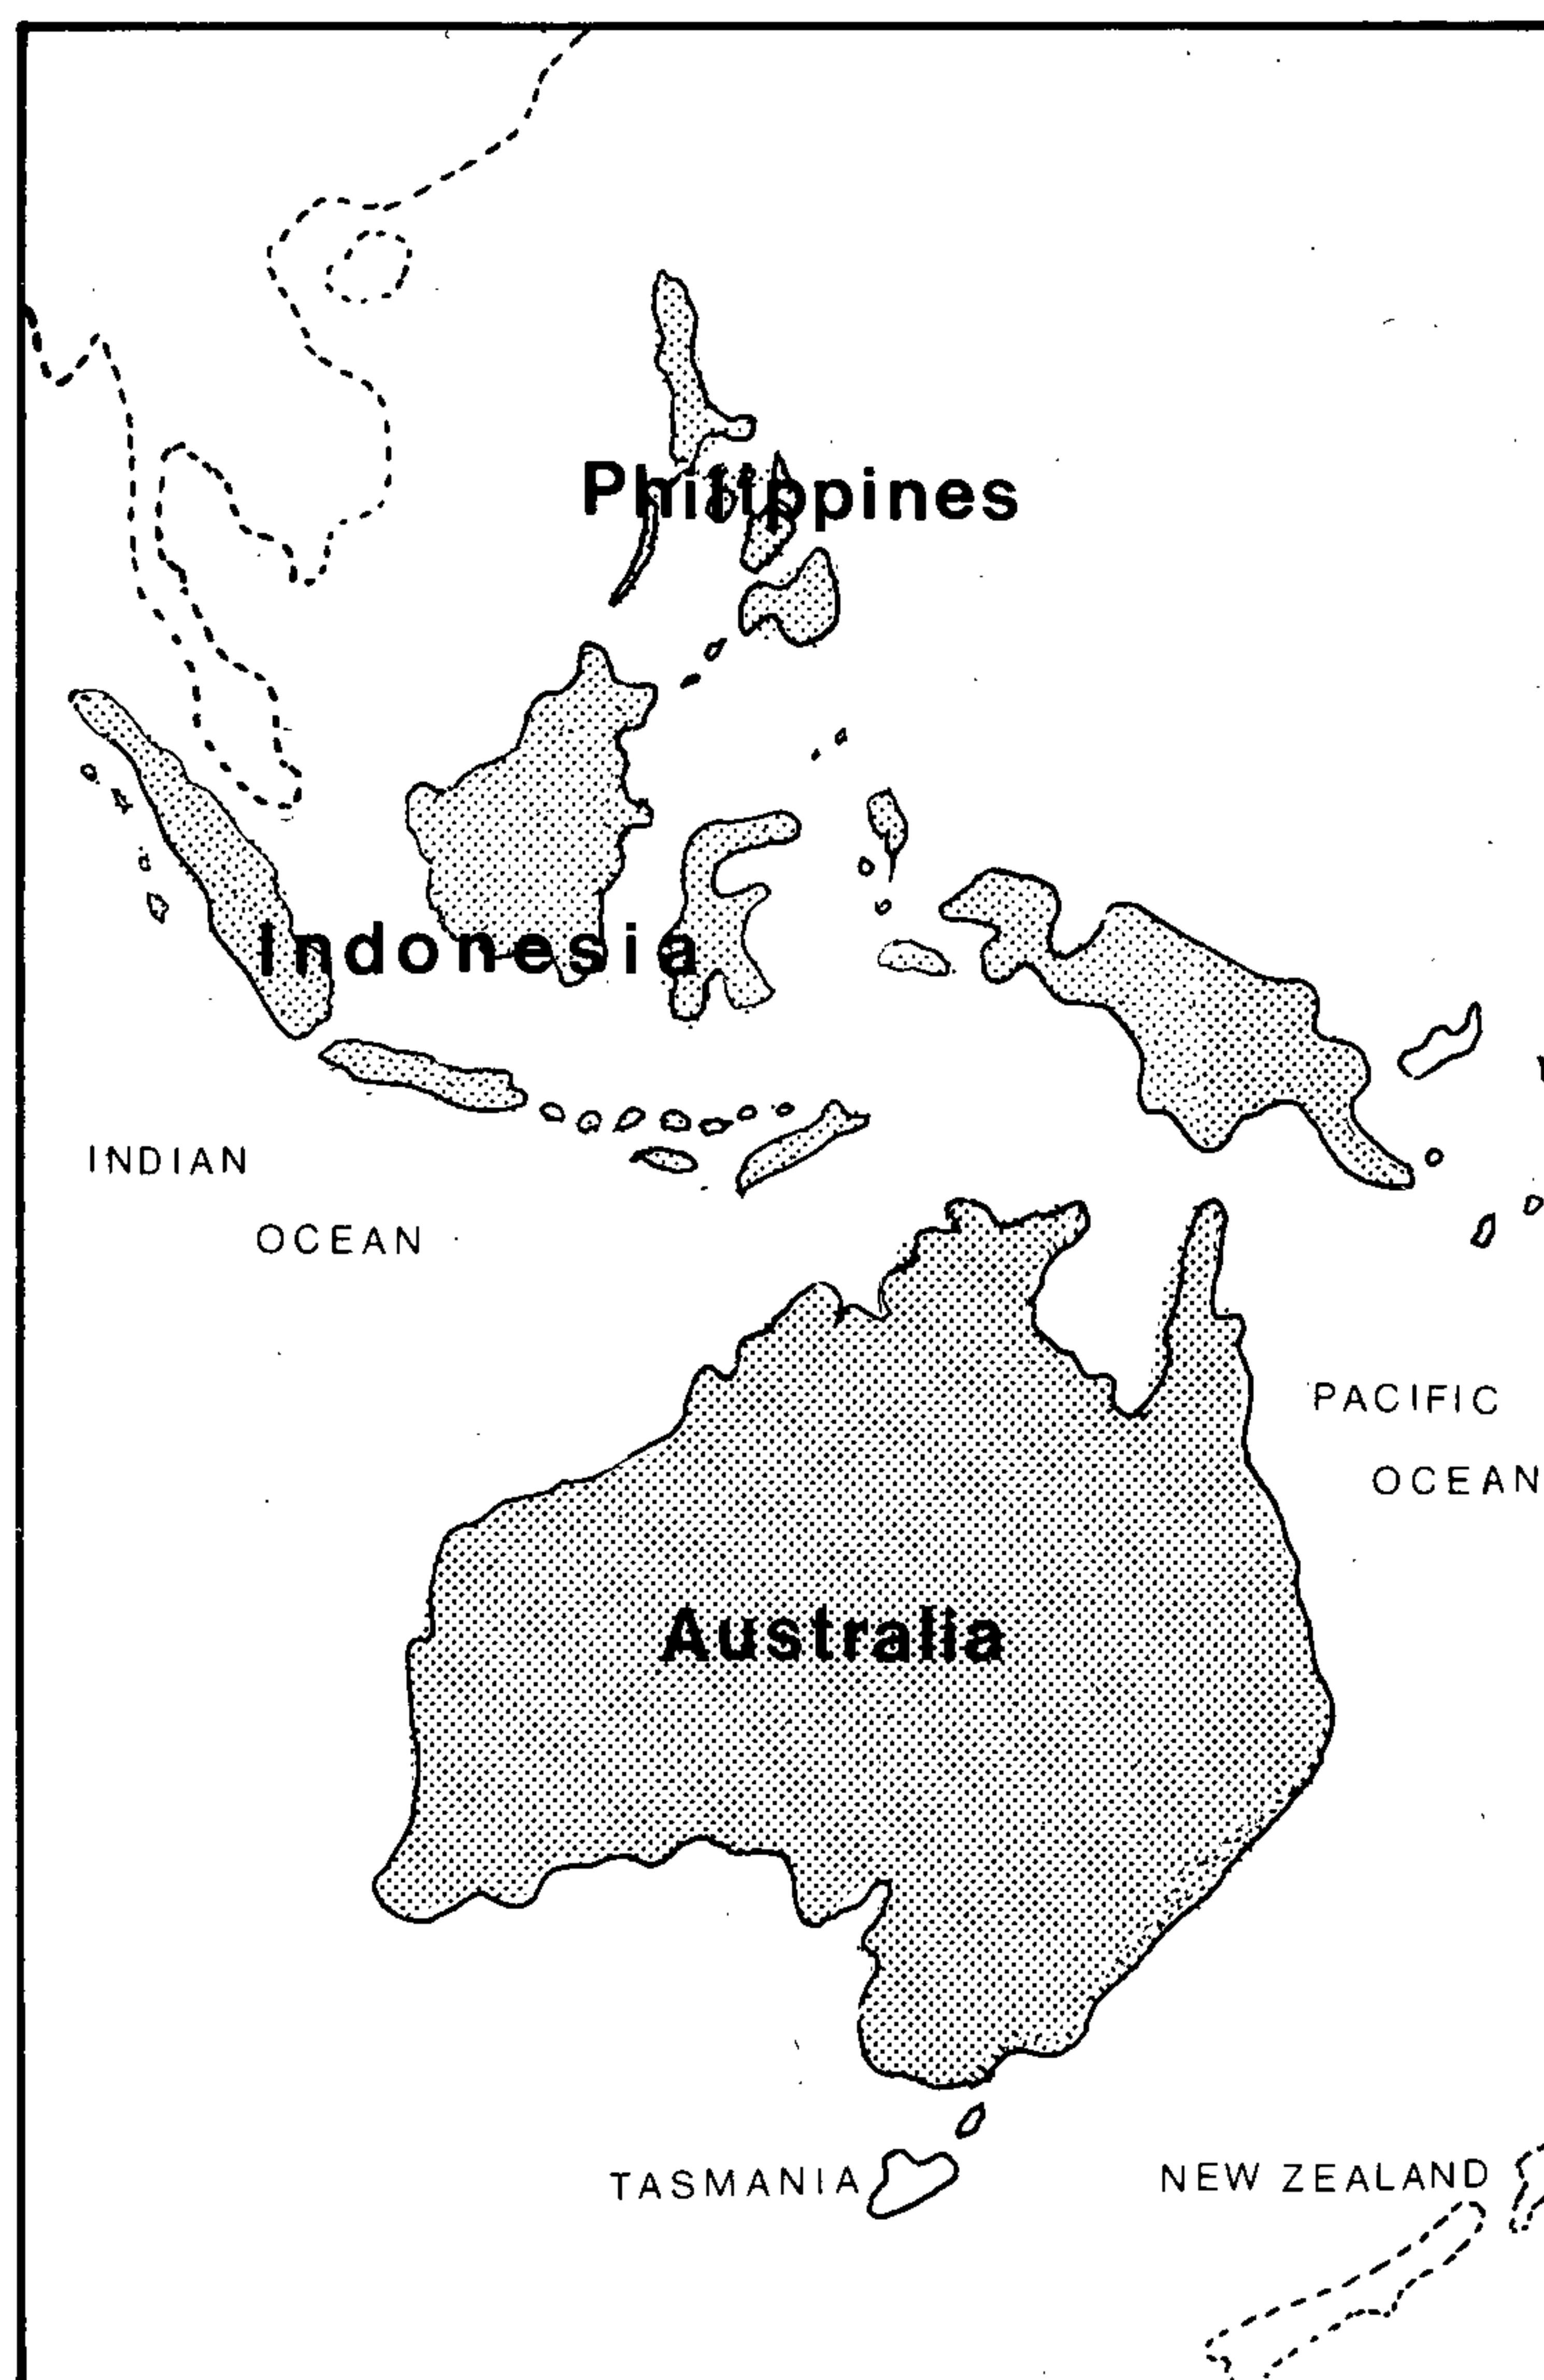 Philippines
Indonesia
INDIAN
OCEAN
PACIFIC
OCEAN
Australia
TASMANIA
NEW ZEALAND